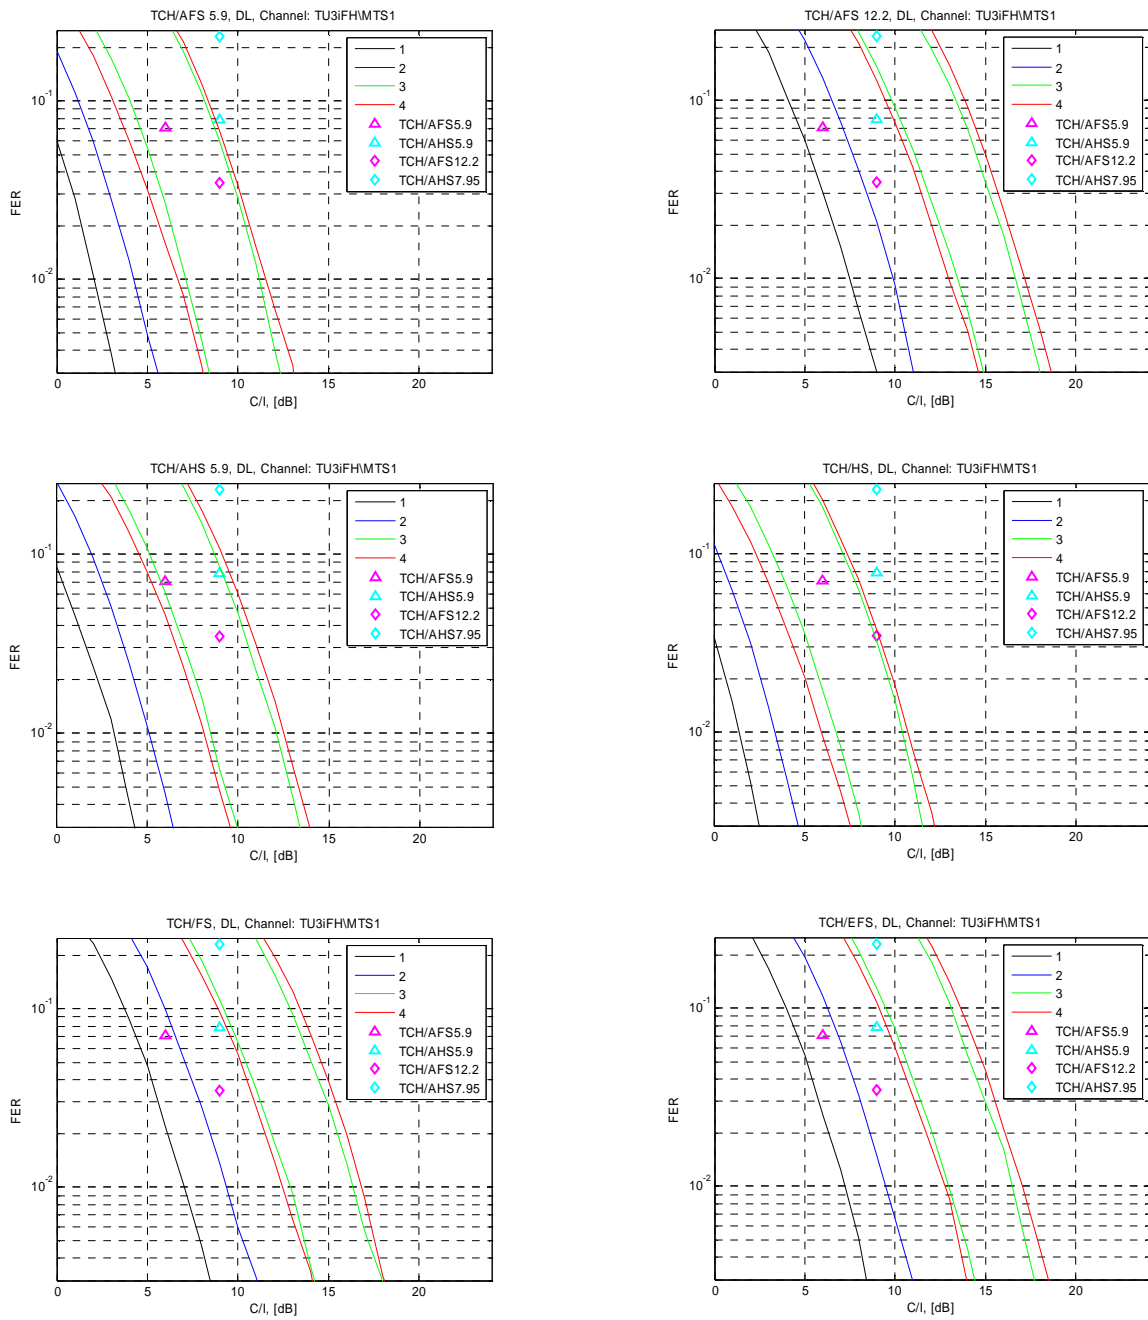 TCH/AFS 5.9, DL, Channel: TU3iFH\MTS1
FER
10-1
10-2
1
2
3
4
TCH/AFS5.9
TCH/AHS5.9
TCH/AFS12.2
TCH/AHS7.95
0 5 10 15 20
C/I, [dB]
TCH/AFS 12.2, DL, Channel: TU3iFH\MTS1
FER
10-1
10-2
1
2
3
4
TCH/AFS5.9
TCH/AHS5.9
TCH/AFS12.2
TCH/AHS7.95
0 5 10 15 20
C/I, [dB]
TCH/AHS 5.9, DL, Channel: TU3iFH\MTS1
FER
10-1
10-2
1
2
3
4
TCH/AFS5.9
TCH/AHS5.9
TCH/AFS12.2
TCH/AHS7.95
0 5 10 15 20
C/I, [dB]
TCH/HS, DL, Channel: TU3iFH\MTS1
FER
10-1
10-2
1
2
3
4
TCH/AFS5.9
TCH/AHS5.9
TCH/AFS12.2
TCH/AHS7.95
0 5 10 15 20
C/I, [dB]
TCH/FS, DL, Channel: TU3iFH\MTS1
FER
10-1
10-2
1
2
3
4
TCH/AFS5.9
TCH/AHS5.9
TCH/AFS12.2
TCH/AHS7.95
0 5 10 15 20
C/I, [dB]
TCH/EFS, DL, Channel: TU3iFH\MTS1
FER
10-1
10-2
1
2
3
4
TCH/AFS5.9
TCH/AHS5.9
TCH/AFS12.2
TCH/AHS7.95
0 5 10 15 20
C/I, [dB]